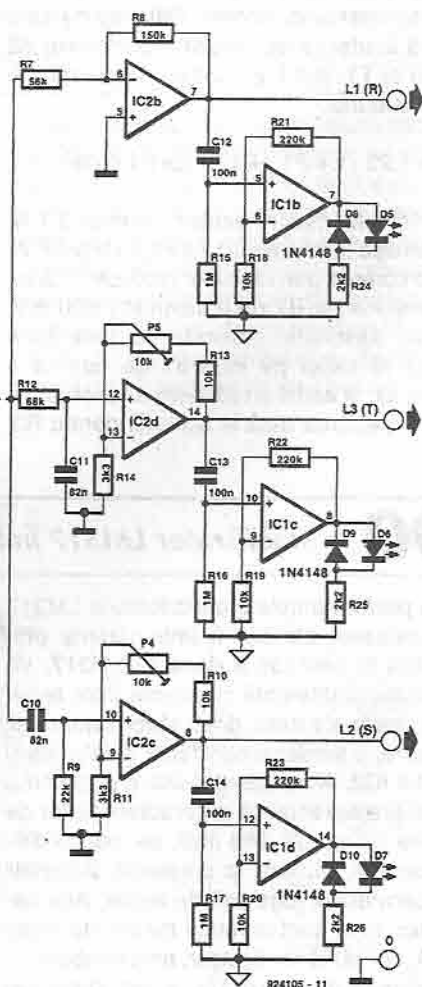 R8
150k
R7
56k
6
5
IC2b
7
L1 (R)
C12
100n
R21
220k
5
6
IC1b
7
D8
D5
1N4148
R15
1M
R18
10k
R24
2k2
P5
10k
R13
10k
R12
68k
12
13
IC2d
14
L3 (T)
C11
82n
R14
3k3
C13
100n
R22
220k
10
9
IC1c
8
D9
D6
1N4148
R16
1M
R19
10k
R25
2k2
P4
10k
R10
10k
C10
82n
10
9
IC2c
8
L2 (S)
R9
22k
R11
3k3
C14
100n
R23
220k
12
13
IC1d
14
D10
D7
1N4148
R17
1M
R20
10k
R26
2k2
0
924105 - 11